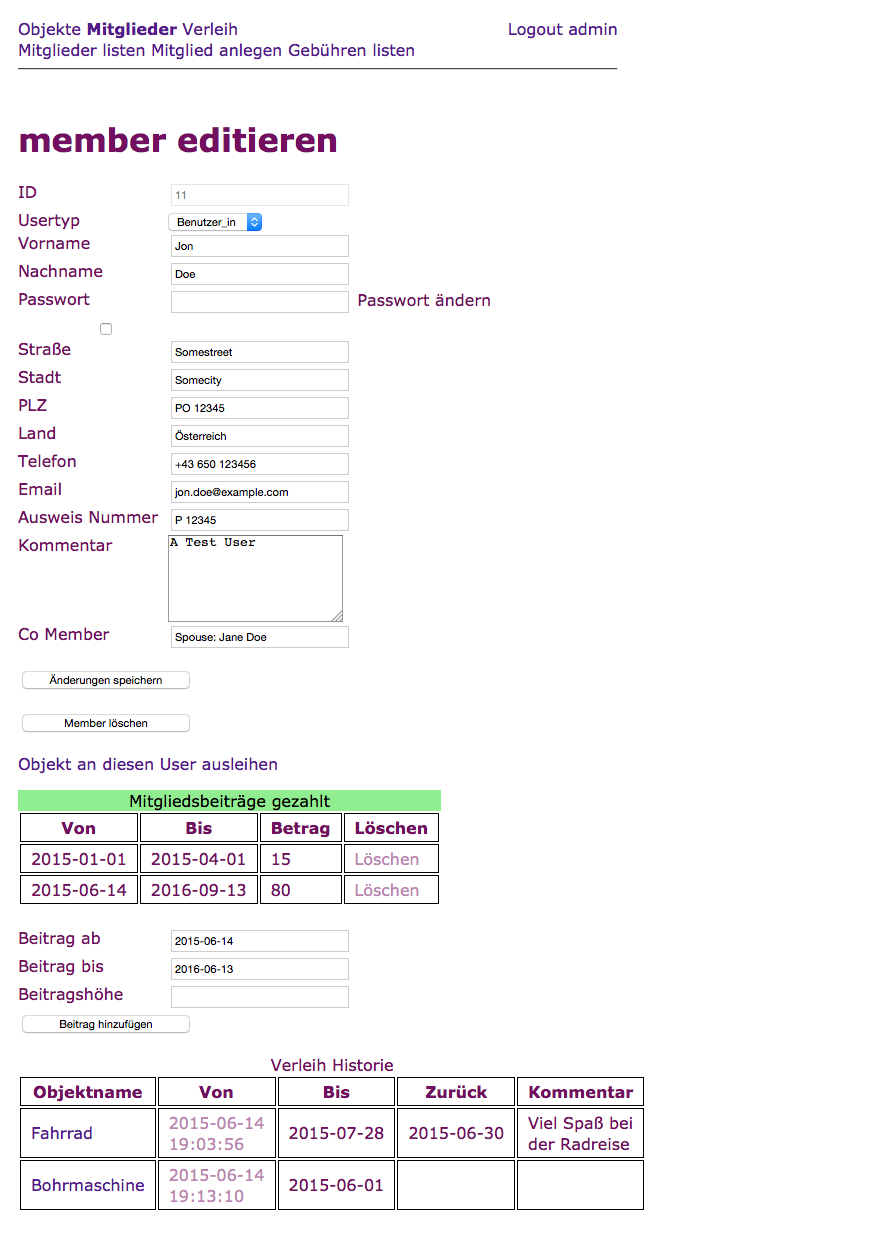 Objekte Mitglieder Verleih Logout admin
Mitglieder listen Mitglied anlegen Gebühren listen
member editieren
ID 11
Usertyp Benutzer_in
Vorname Jon
Nachname Doe
Passwort Passwort ändern
Straße Somestreet
Stadt Somecity
PLZ PO 12345
Land Österreich
Telefon +43 650 123456
Email jon.doe@example.com
Ausweis Nummer P 12345
Kommentar A Test User
Co Member Spouse: Jane Doe
Änderungen speichern
Member löschen
Objekt an diesen User ausleihen
Mitgliedsbeiträge gezahlt
Von Bis Betrag Löschen
2015-01-01 2015-04-01 15 Löschen
2015-06-14 2016-09-13 80 Löschen
Beitrag ab 2015-06-14
Beitrag bis 2016-06-13
Beitragshöhe
Beitrag hinzufügen
Verleih Historie
Objektname Von Bis Zurück Kommentar
Fahrrad 2015-06-14 19:03:56 2015-07-28 2015-06-30 Viel Spaß bei der Radreise
Bohrmaschine 2015-06-14 19:13:10 2015-06-01